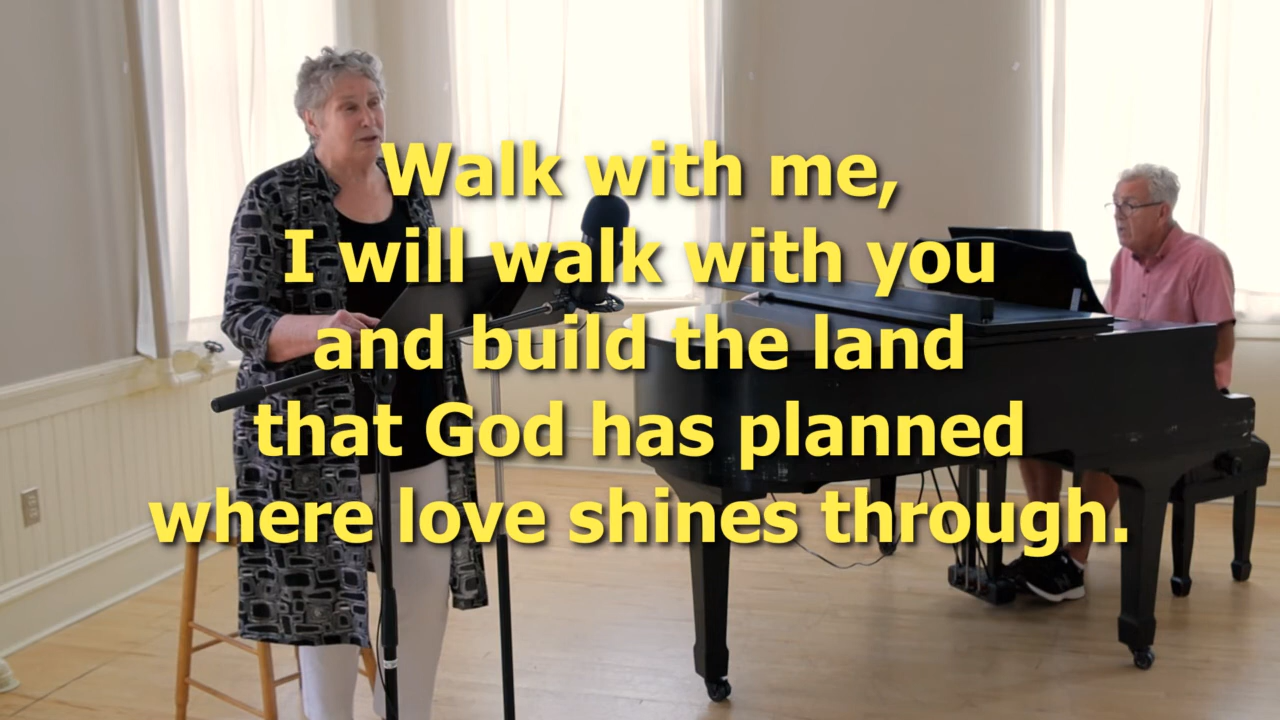 Walk with me,
I will walk with you
and build the land
that God has planned
where love shines through.